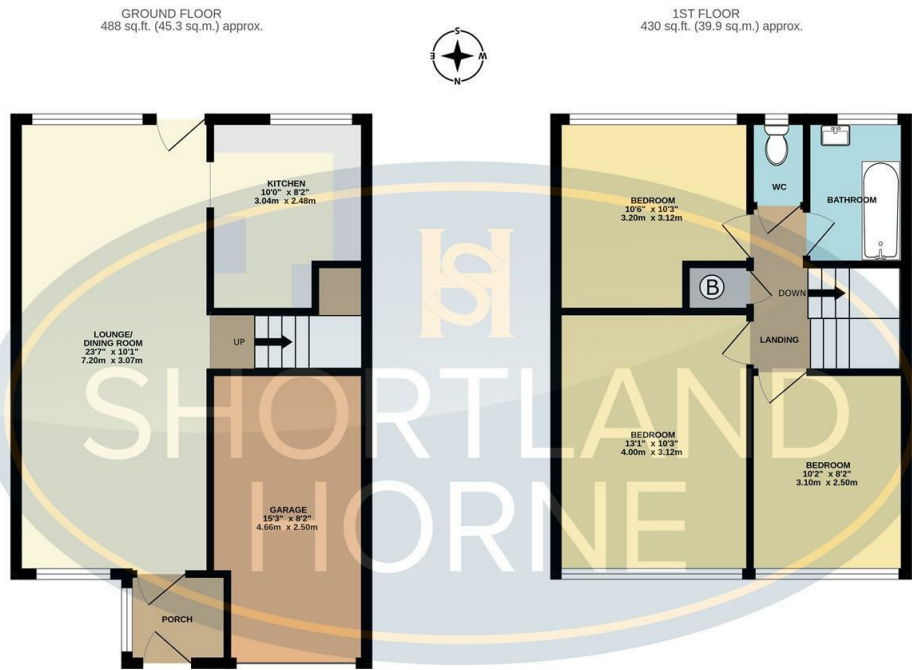 GROUND FLOOR
488 sq.ft. (45.3 sq.m.) approx.
1ST FLOOR
430 sq.ft. (39.9 sq.m.) approx.
S
E
W
N
KITCHEN
10'0" x 8'2"
3.04m x 2.48m
LOUNGE/
DINING ROOM
23'7" x 10'1"
7.20m x 3.07m
UP
GARAGE
15'3" x 8'2"
4.66m x 2.50m
PORCH
BEDROOM
10'6" x 10'3"
3.20m x 3.12m
WC
BATHROOM
B
DOWN
LANDING
BEDROOM
13'1" x 10'3"
4.00m x 3.12m
BEDROOM
10'2" x 8'2"
3.10m x 2.50m
SHORTLAND
HORNE